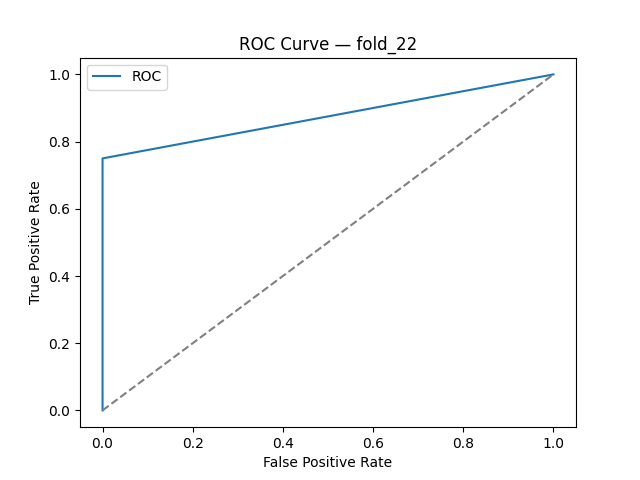 ROC Curve — fold_22
ROC
True Positive Rate
1.0
0.8
0.6
0.4
0.2
0.0
0.0 0.2 0.4 0.6 0.8 1.0
False Positive Rate